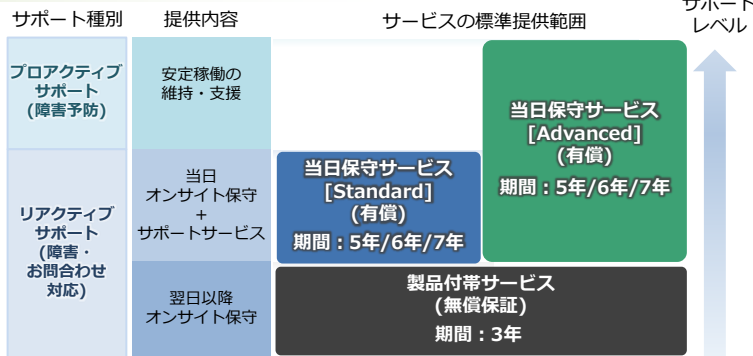 サポート種別
提供内容
サービスの標準提供範囲
サポート
レベル
プロアクティブ
サポート
(障害予防)
安定稼働の
維持・支援
当日保守サービス
[Advanced]
(有償)
期間：5年/6年/7年
リアクティブ
サポート
(障害・
お問合わせ
対応)
当日
オンサイト保守
+
サポートサービス
当日保守サービス
[Standard]
(有償)
期間：5年/6年/7年
翌日以降
オンサイト保守
製品付帯サービス
(無償保証)
期間：3年